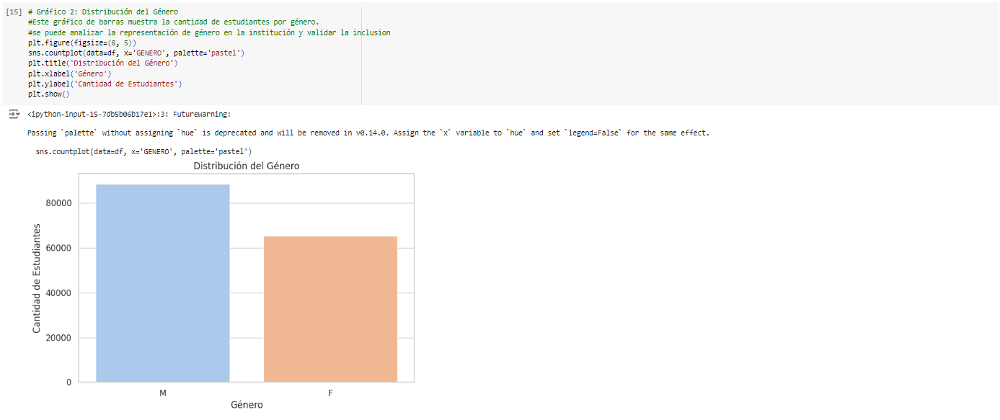 [15] # Gráfico 2: Distribución del Género
#Este gráfico de barras muestra la cantidad de estudiantes por género.
#se puede analizar la representación de género en la institución y validar la inclusion
plt.figure(figsize=(8, 5))
sns.countplot(data=df, x='GENERO', palette='pastel')
plt.title('Distribución del Género')
plt.xlabel('Género')
plt.ylabel('Cantidad de Estudiantes')
plt.show()
<ipython-input-15-7db5b06b17e1>:3: FutureWarning:
Passing `palette` without assigning `hue` is deprecated and will be removed in v0.14.0. Assign the `x` variable to `hue` and set `legend=False` for the same effect.
sns.countplot(data=df, x='GENERO', palette='pastel')
Distribución del Género
Cantidad de Estudiantes
80000
60000
40000
20000
0
M F
Género